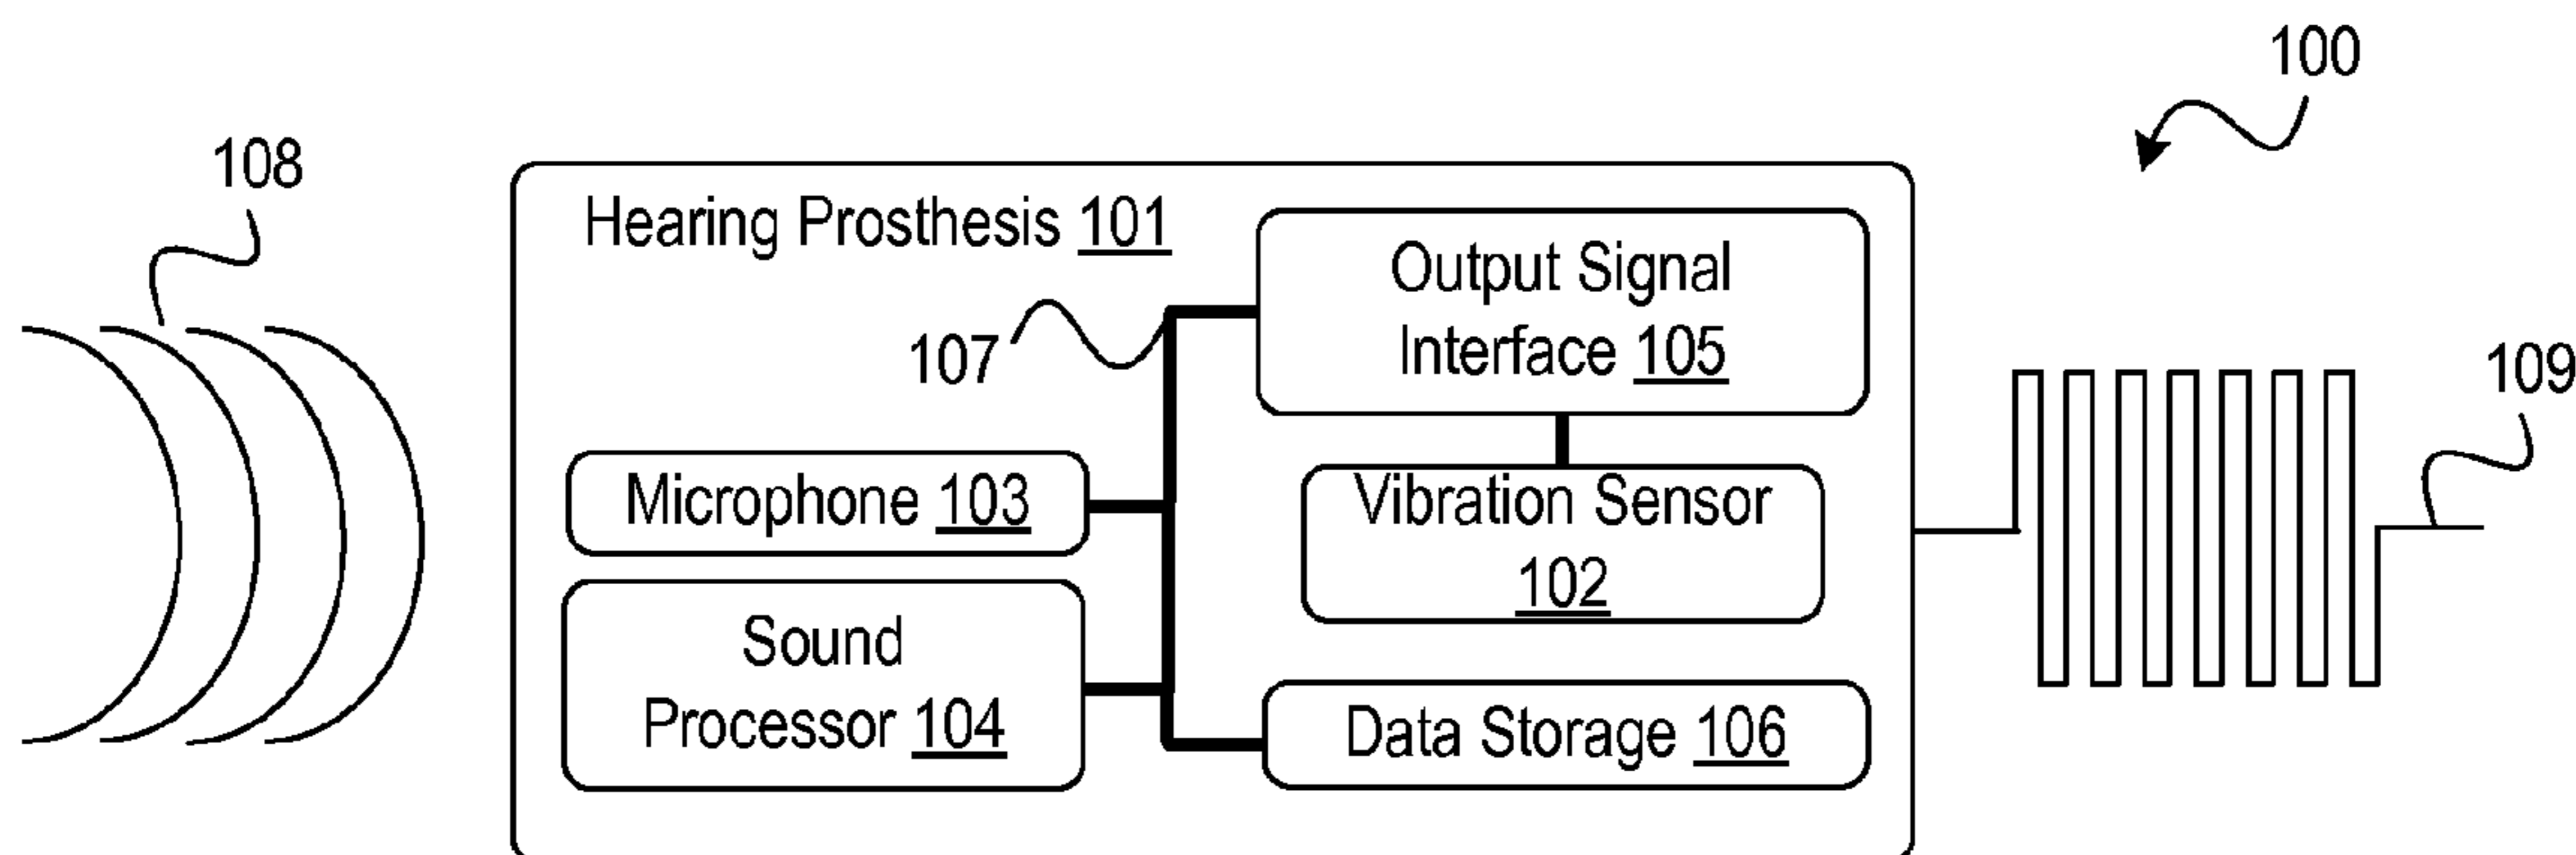 100
108
Hearing Prosthesis 101
Output Signal
Interface 105
107
109
Microphone 103
Vibration Sensor
102
Sound
Processor 104
Data Storage 106